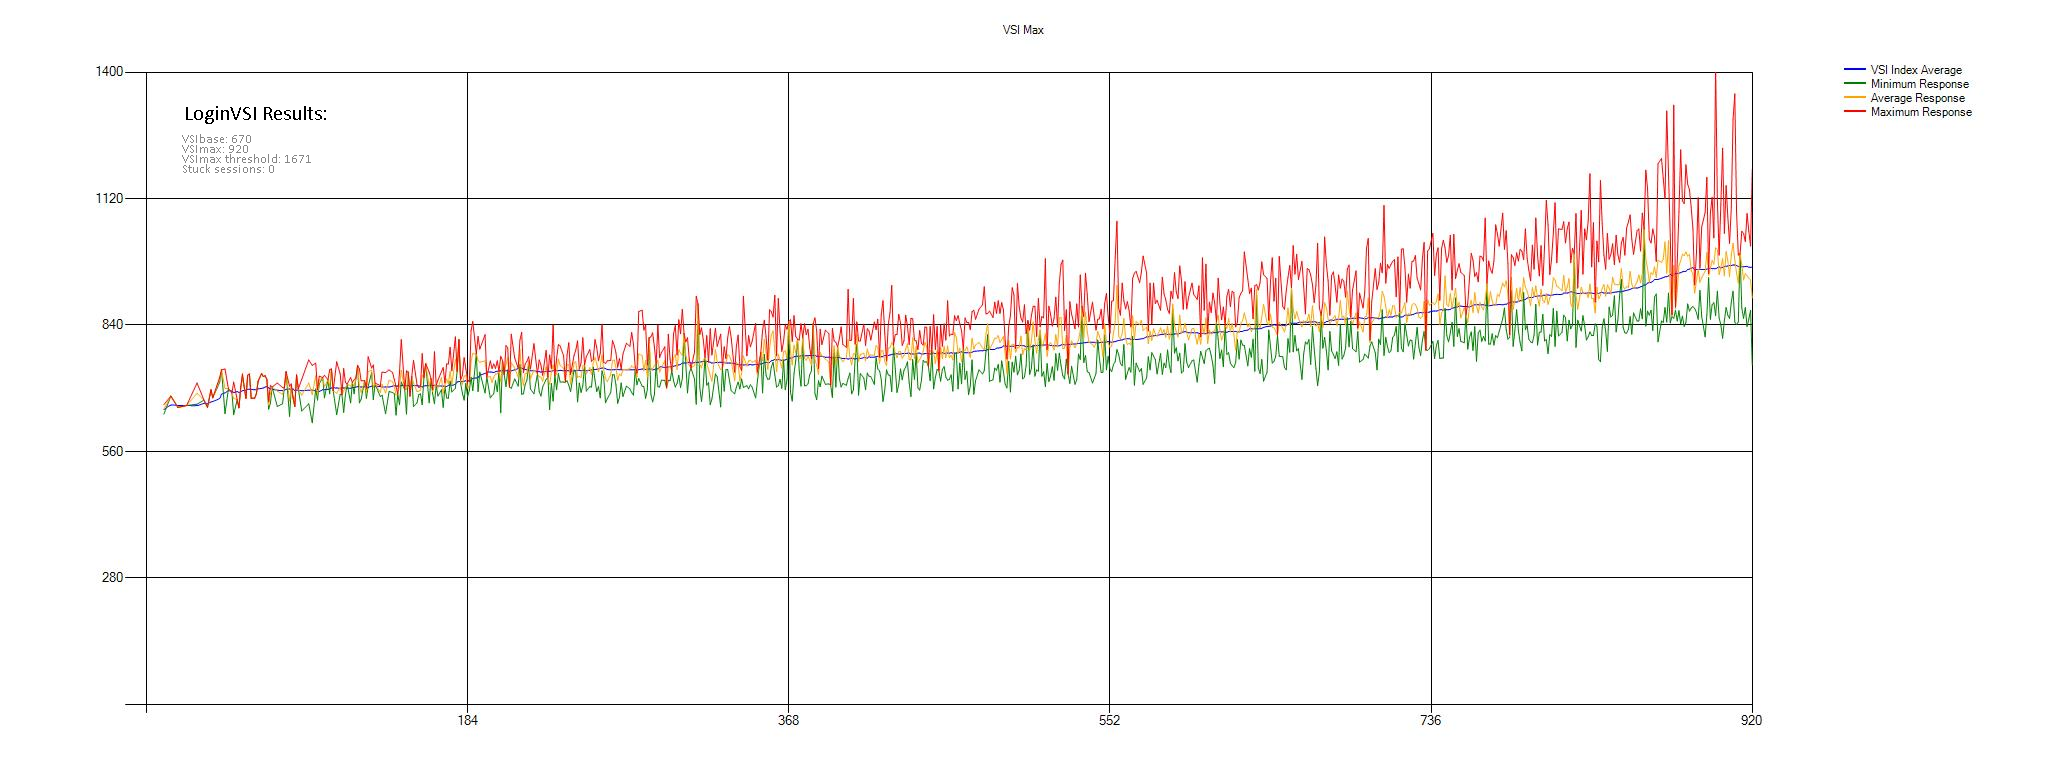 VSI Max
1400
1120
840
560
280
184
368
552
736
920
LoginVSI Results:
VSIbase: 670
VSImax: 920
VSImax threshold: 1671
Stuck sessions: 0
VSI Index Average
Minimum Response
Average Response
Maximum Response